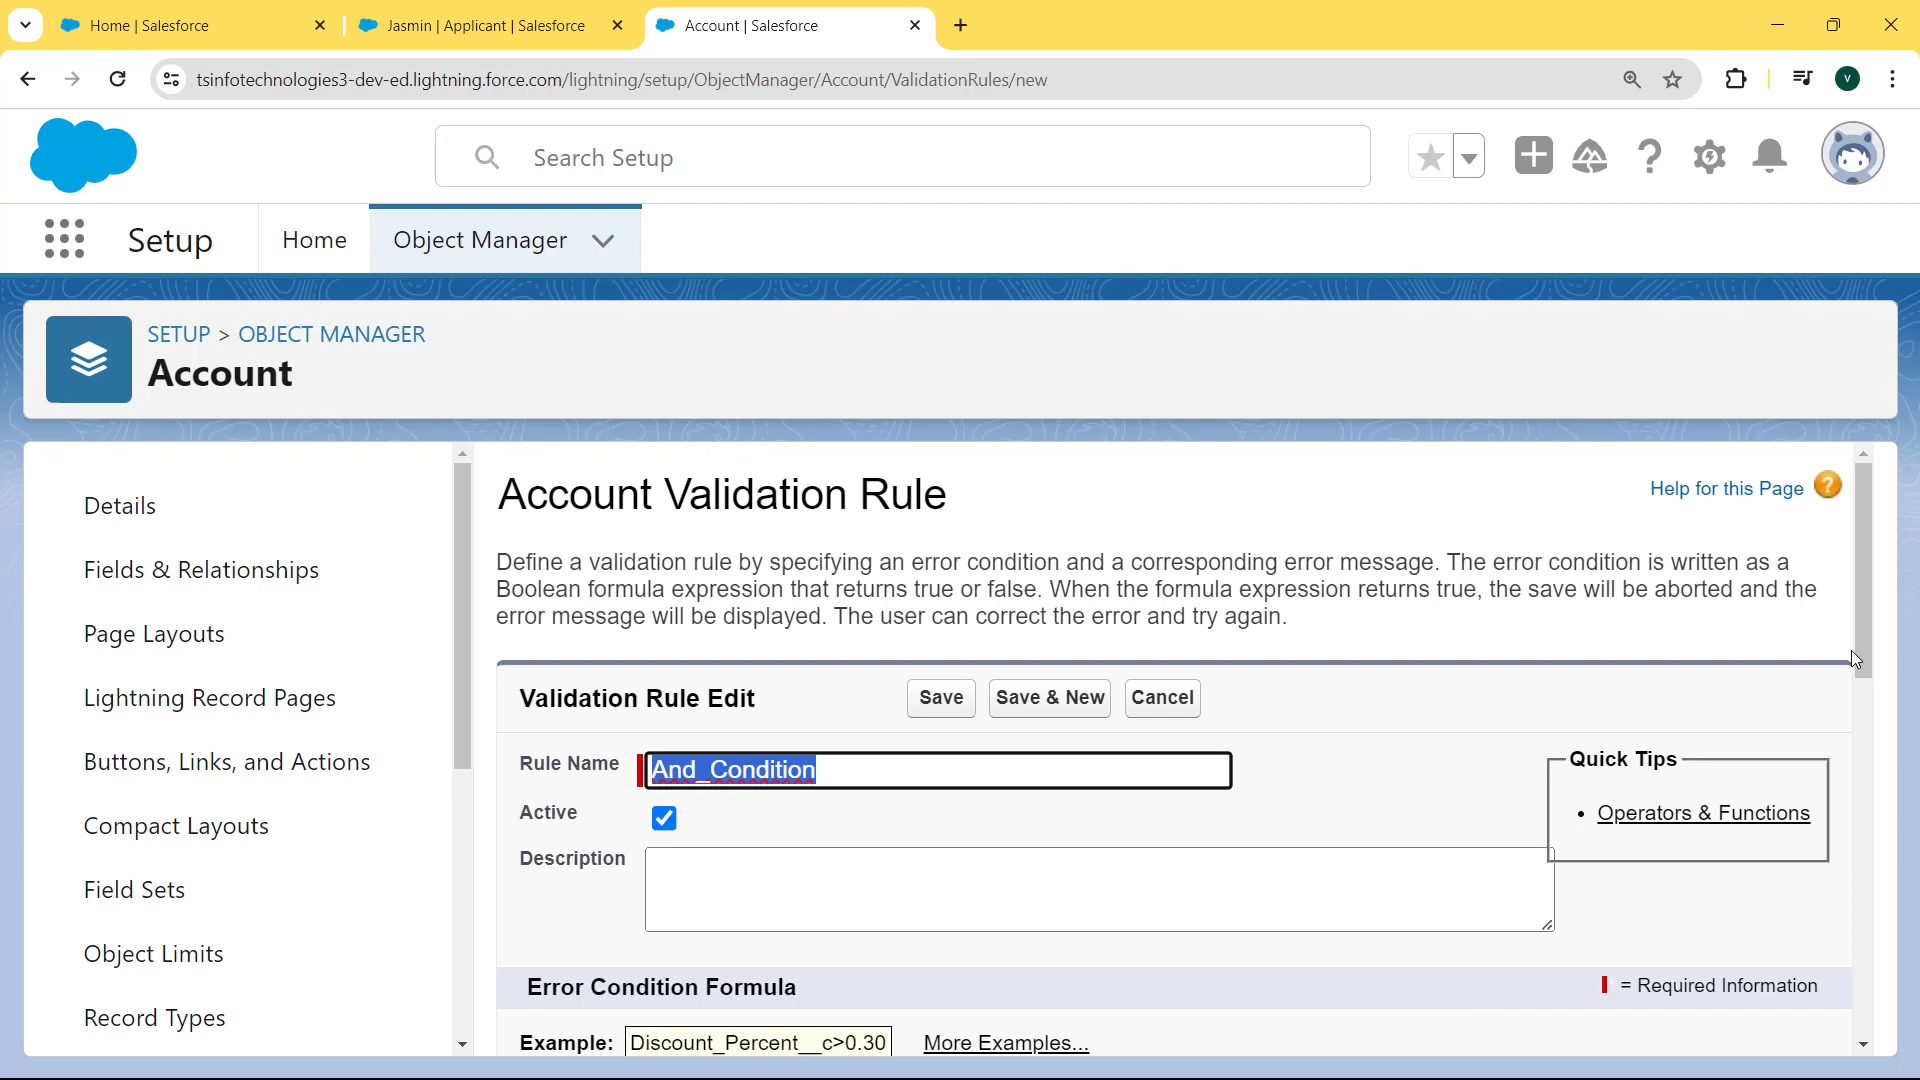 Home | Salesforce
Jasmin | Applicant | Salesforce
Account | Salesforce
tsinfotechnologies3-dev-ed.lightning.force.com/lightning/setup/ObjectManager/Account/ValidationRules/new
V
Search Setup
Setup
Home
Object Manager
SETUP > OBJECT MANAGER
Account
Details
Fields & Relationships
Page Layouts
Lightning Record Pages
Buttons, Links, and Actions
Compact Layouts
Field Sets
Object Limits
Record Types
Account Validation Rule
Help for this Page ?
Define a validation rule by specifying an error condition and a corresponding error message. The error condition is written as a
Boolean formula expression that returns true or false. When the formula expression returns true, the save will be aborted and the
error message will be displayed. The user can correct the error and try again.
Validation Rule Edit
Save
Save & New
Cancel
Rule Name
And_Condition
Active
Description
Quick Tips
• Operators & Functions
Error Condition Formula
= Required Information
Example:
Discount_Percent__c>0.30
More Examples...